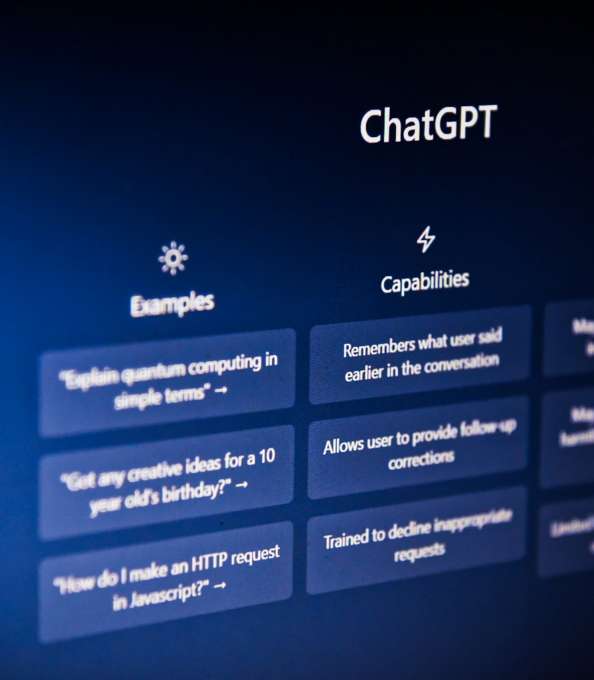 ChatGPT
Examples
"Explain quantum computing in
simple terms" →
"Got any creative ideas for a 10
year old's birthday?" →
"How do I make an HTTP request
in Javascript?" →
Capabilities
Remembers what user said
earlier in the conversation
Allows user to provide follow-up
corrections
Trained to decline inappropriate
requests